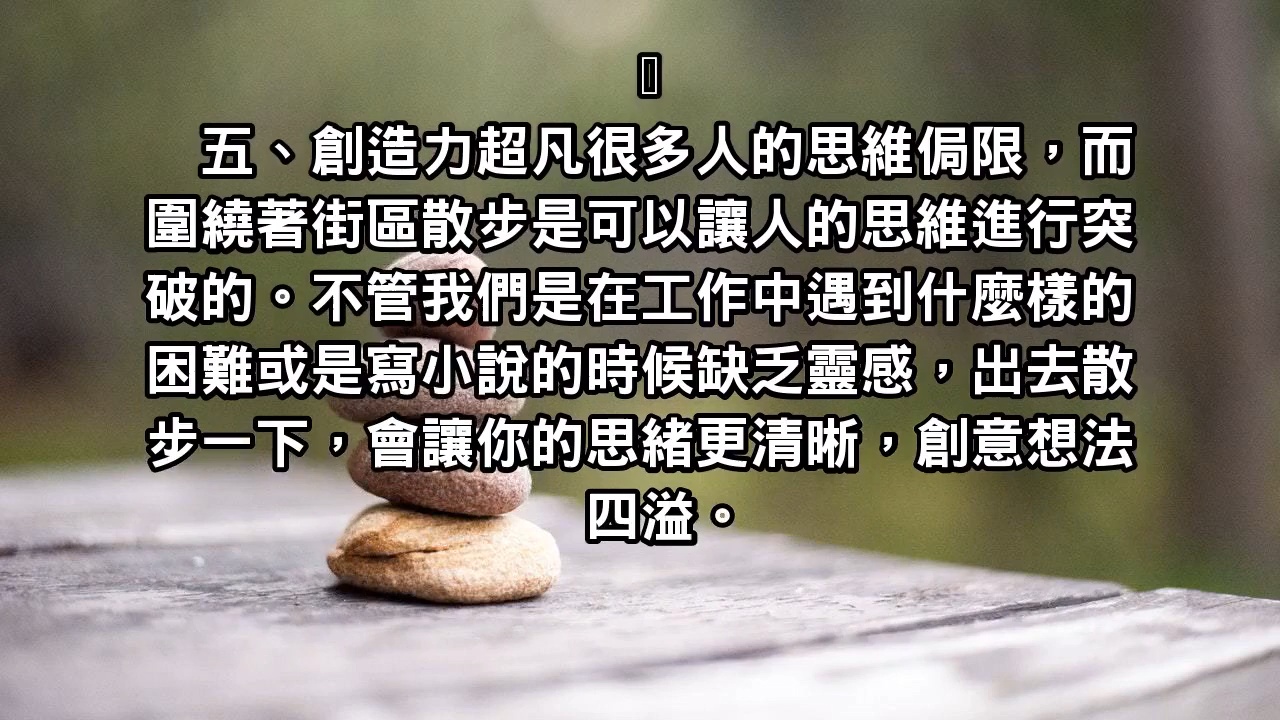 五、創造力超凡很多人的思維侷限，而
圍繞著街區散步是可以讓人的思維進行突
破的。不管我們是在工作中遇到什麼樣的
困難或是寫小說的時候缺乏靈感，出去散
步一下，會讓你的思緒更清晰，創意想法
四溢。